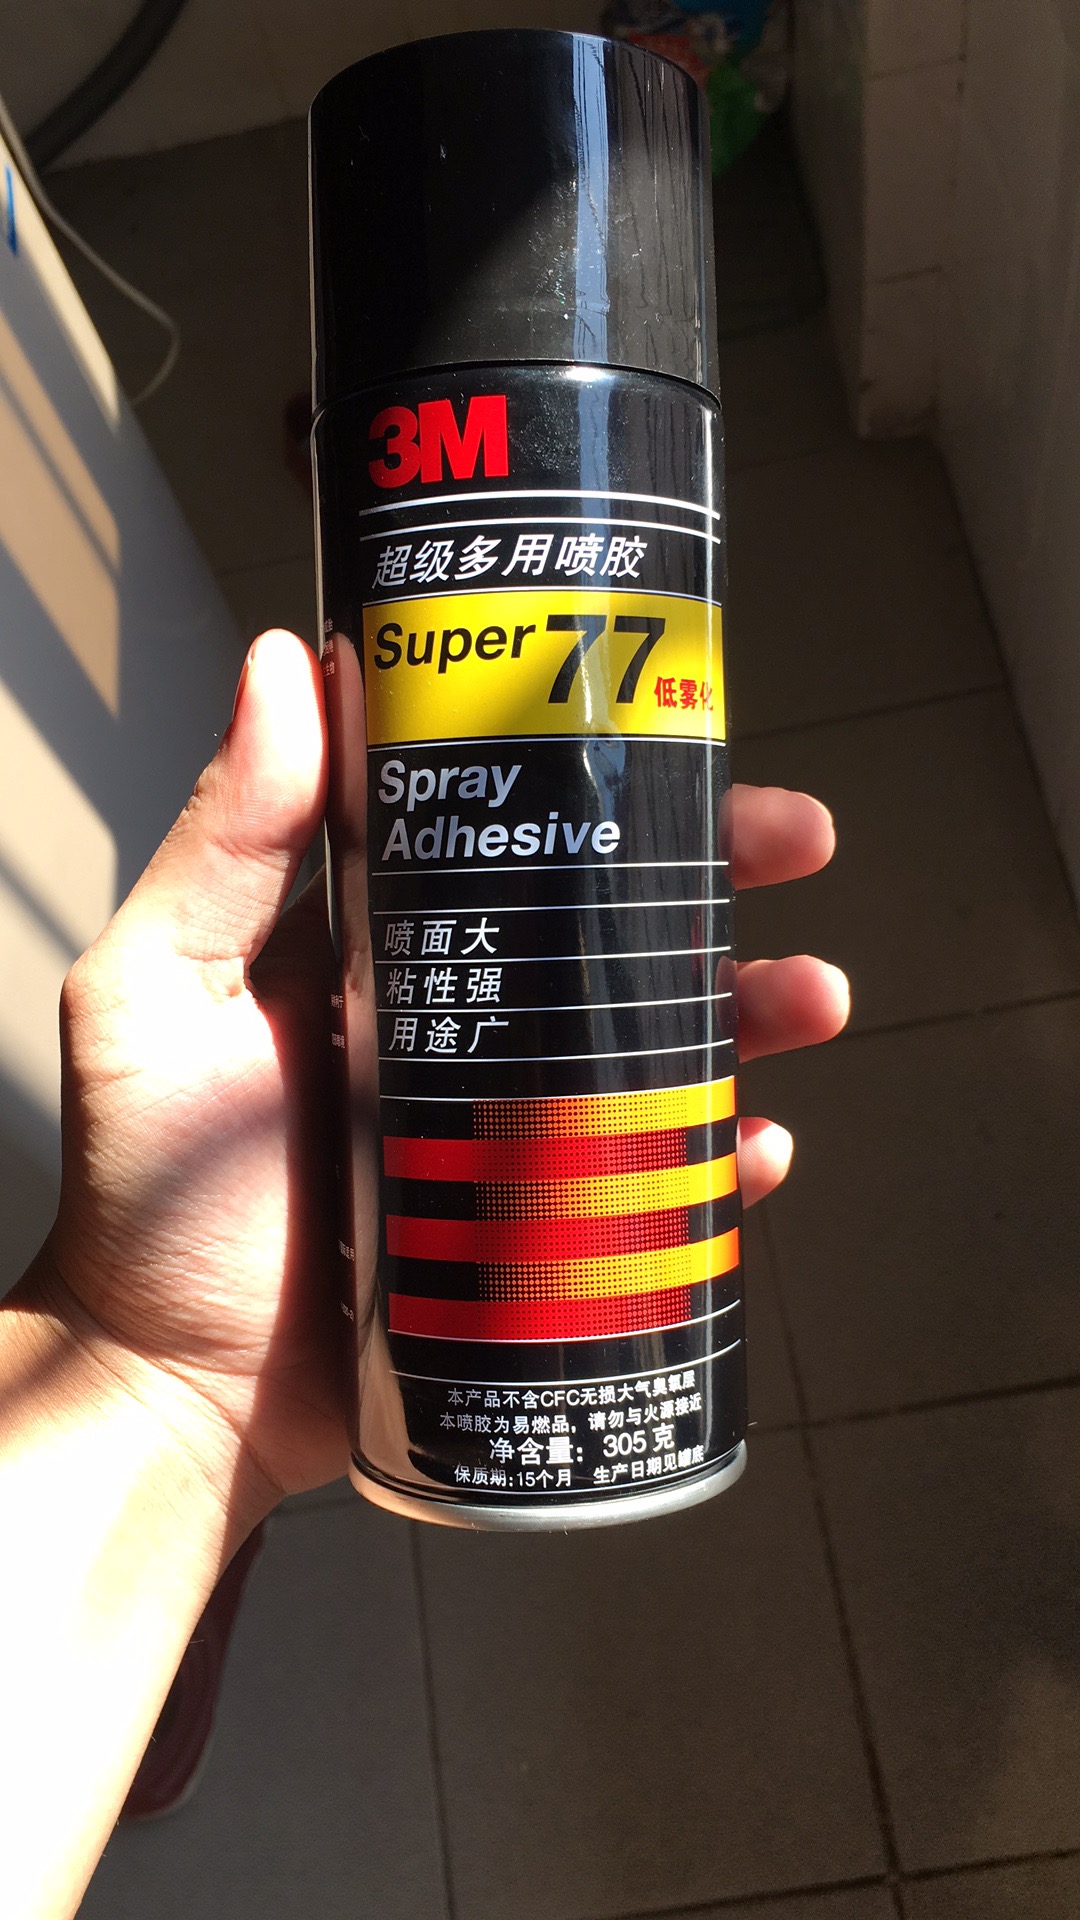 3M
超级多用喷胶
Super 77
低雾化
Spray
Adhesive
喷面大
粘性强
用途广
本产品不含CFC无损大气臭氧层
本喷胶为易燃品，请勿与火源接近
净含量：305 克
保质期：15个月 生产日期见罐底